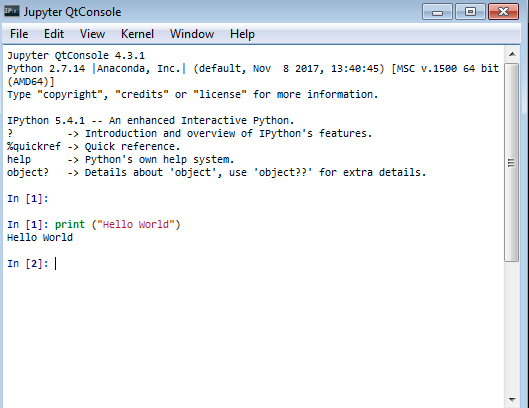 IP[y]: Jupyter QtConsole
File Edit View Kernel Window Help
Jupyter QtConsole 4.3.1
Python 2.7.14 |Anaconda, Inc.| (default, Nov  8 2017, 13:40:45) [MSC v.1500 64 bit
(AMD64)]
Type "copyright", "credits" or "license" for more information.
IPython 5.4.1 -- An enhanced Interactive Python.
?         -> Introduction and overview of IPython's features.
%quickref -> Quick reference.
help      -> Python's own help system.
object?   -> Details about 'object', use 'object??' for extra details.
In [1]:
In [1]: print ("Hello World")
Hello World
In [2]: